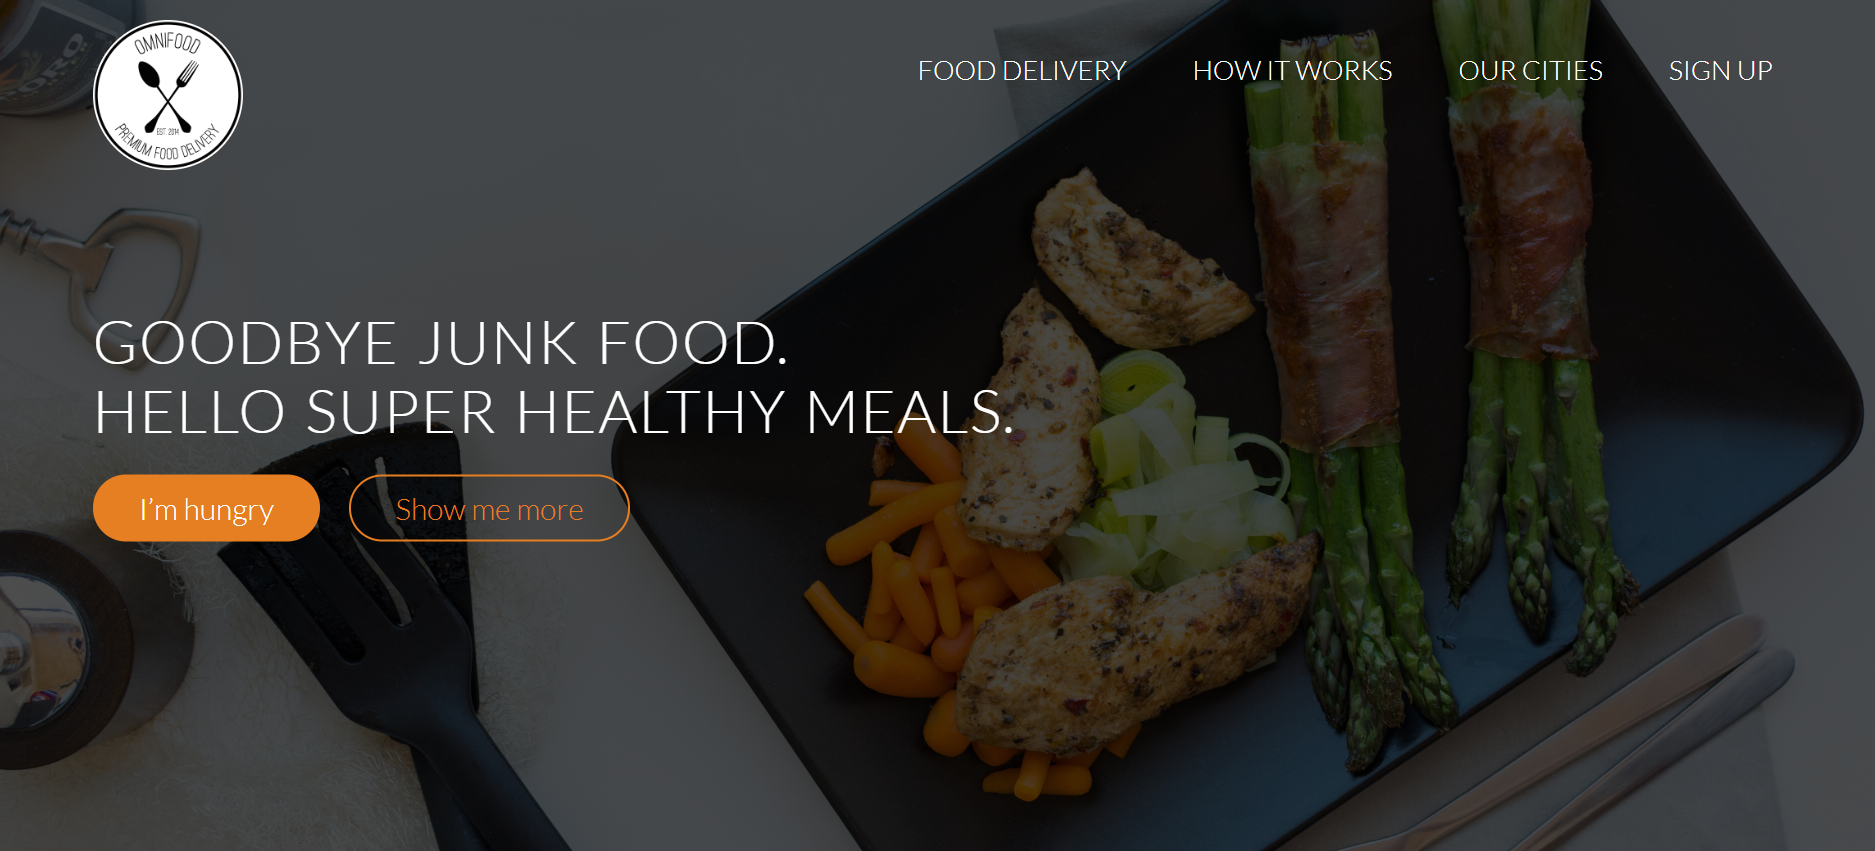 OMNIFOOD
EST. 2014
PREMIUM FOOD DELIVERY
FOOD DELIVERY
HOW IT WORKS
OUR CITIES
SIGN UP
GOODBYE JUNK FOOD.
HELLO SUPER HEALTHY MEALS.
I’m hungry
Show me more